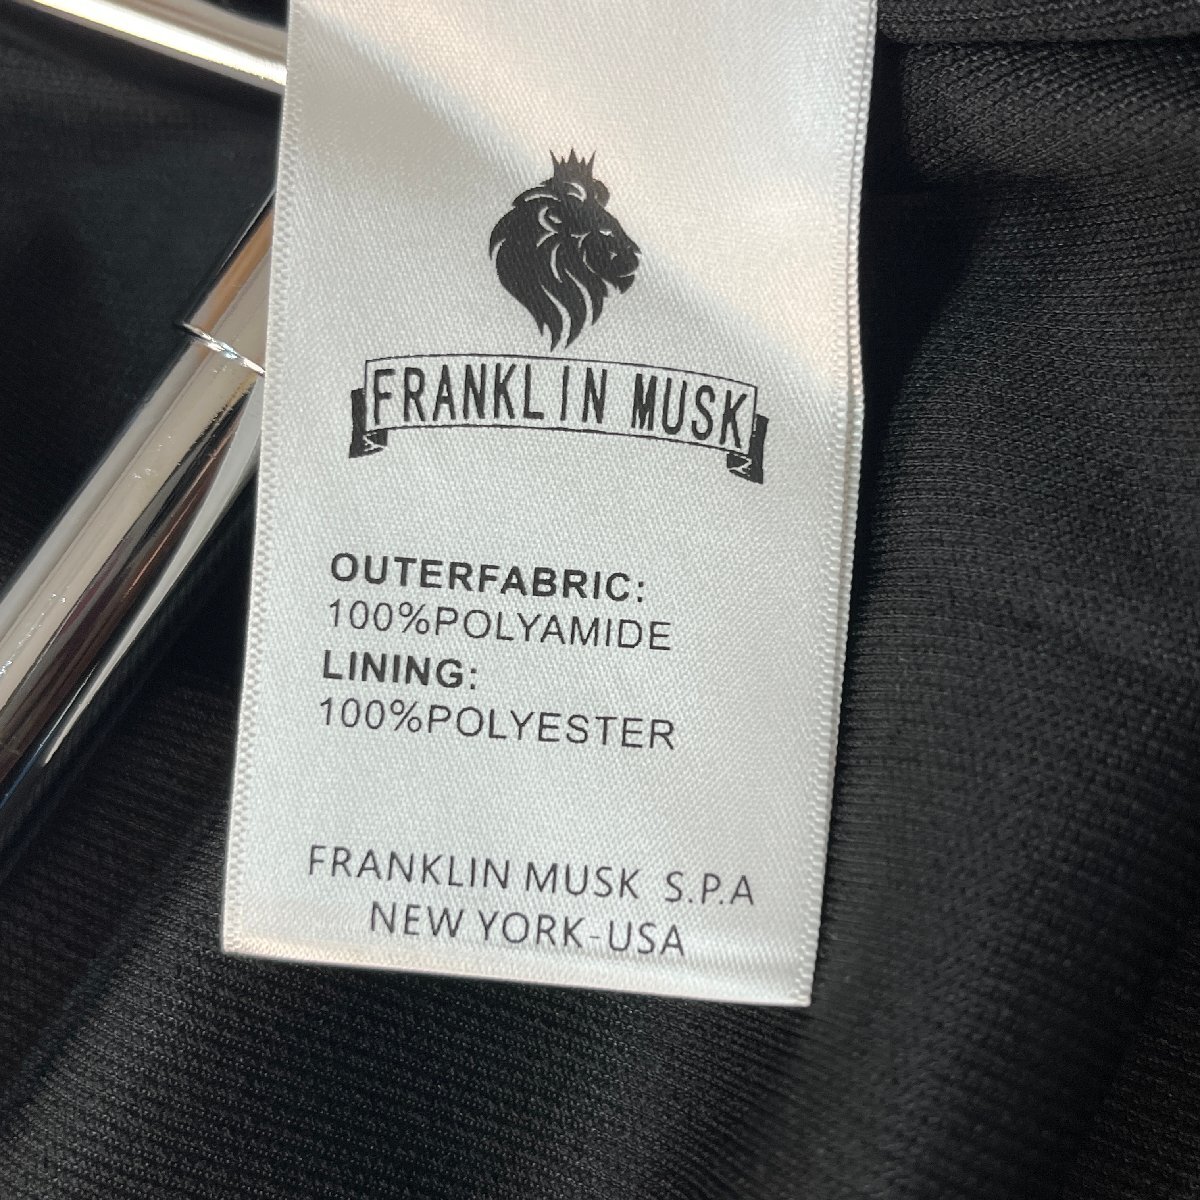 FRANKLIN MUSK
OUTERFABRIC:
100%POLYAMIDE
LINING:
100%POLYESTER
FRANKLIN MUSK S.P.A
NEW YORK-USA